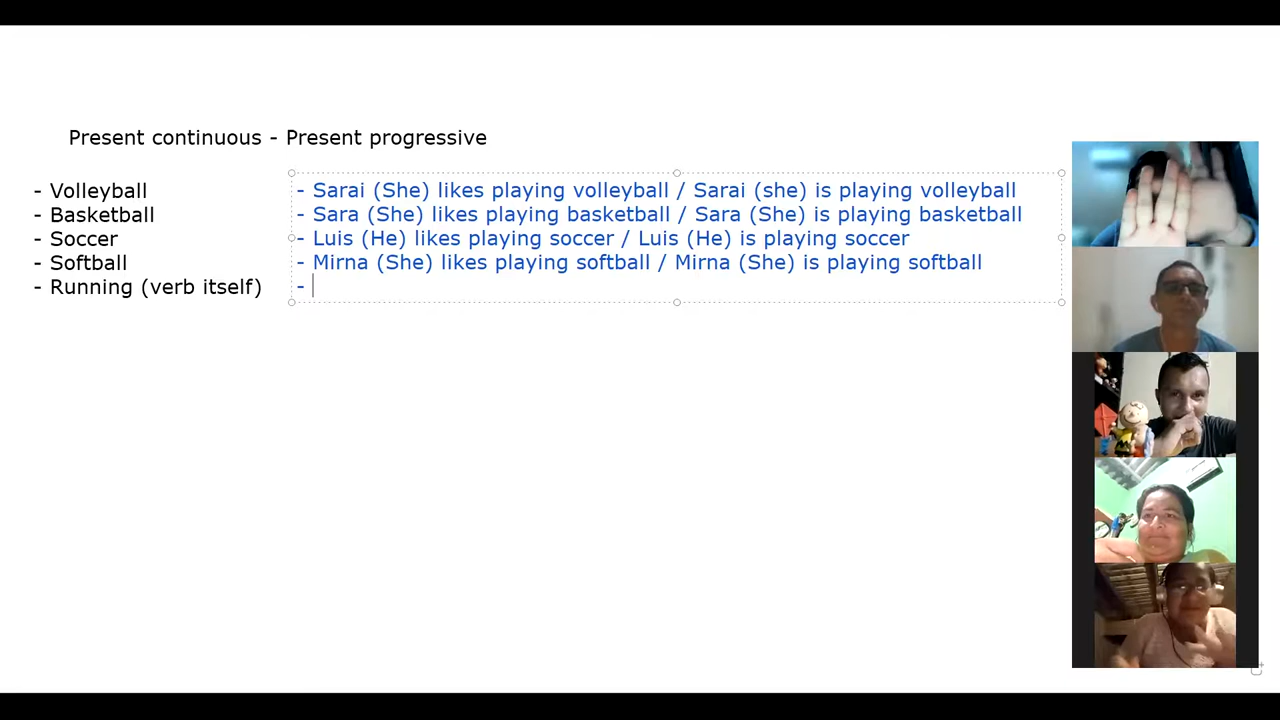 Present continuous - Present progressive
- Volleyball
- Basketball
- Soccer
- Softball
- Running (verb itself)
- Sarai (She) likes playing volleyball / Sarai (she) is playing volleyball
- Sara (She) likes playing basketball / Sara (She) is playing basketball
- Luis (He) likes playing soccer / Luis (He) is playing soccer
- Mirna (She) likes playing softball / Mirna (She) is playing softball
-